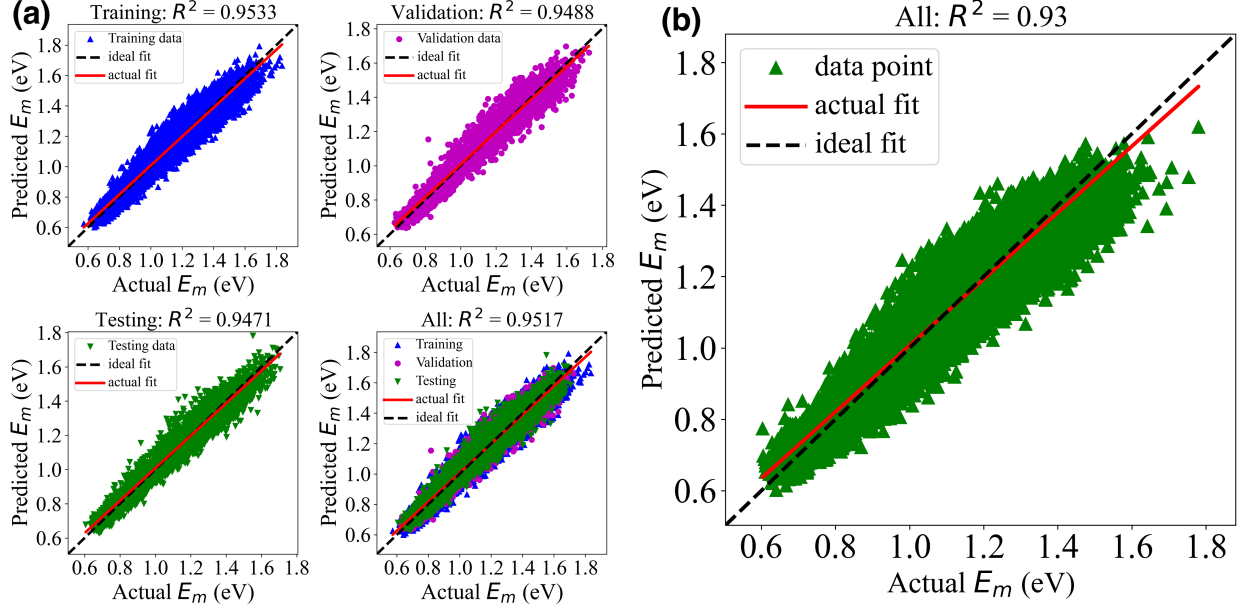 (a)
Training: R² = 0.9533
Predicted Eₘ (eV)
1.8
1.6
1.4
1.2
1.0
0.8
0.6
Training data
ideal fit
actual fit
0.6 0.8 1.0 1.2 1.4 1.6 1.8
Actual Eₘ (eV)
Validation: R² = 0.9488
Predicted Eₘ (eV)
1.8
1.6
1.4
1.2
1.0
0.8
0.6
Validation data
ideal fit
actual fit
0.6 0.8 1.0 1.2 1.4 1.6 1.8
Actual Eₘ (eV)
Testing: R² = 0.9471
Predicted Eₘ (eV)
1.8
1.6
1.4
1.2
1.0
0.8
0.6
Testing data
ideal fit
actual fit
0.6 0.8 1.0 1.2 1.4 1.6 1.8
Actual Eₘ (eV)
All: R² = 0.9517
Predicted Eₘ (eV)
1.8
1.6
1.4
1.2
1.0
0.8
0.6
Training
Validation
Testing
actual fit
ideal fit
0.6 0.8 1.0 1.2 1.4 1.6 1.8
Actual Eₘ (eV)
(b)
All: R² = 0.93
Predicted Eₘ (eV)
1.8
1.6
1.4
1.2
1.0
0.8
0.6
data point
actual fit
ideal fit
0.6 0.8 1.0 1.2 1.4 1.6 1.8
Actual Eₘ (eV)